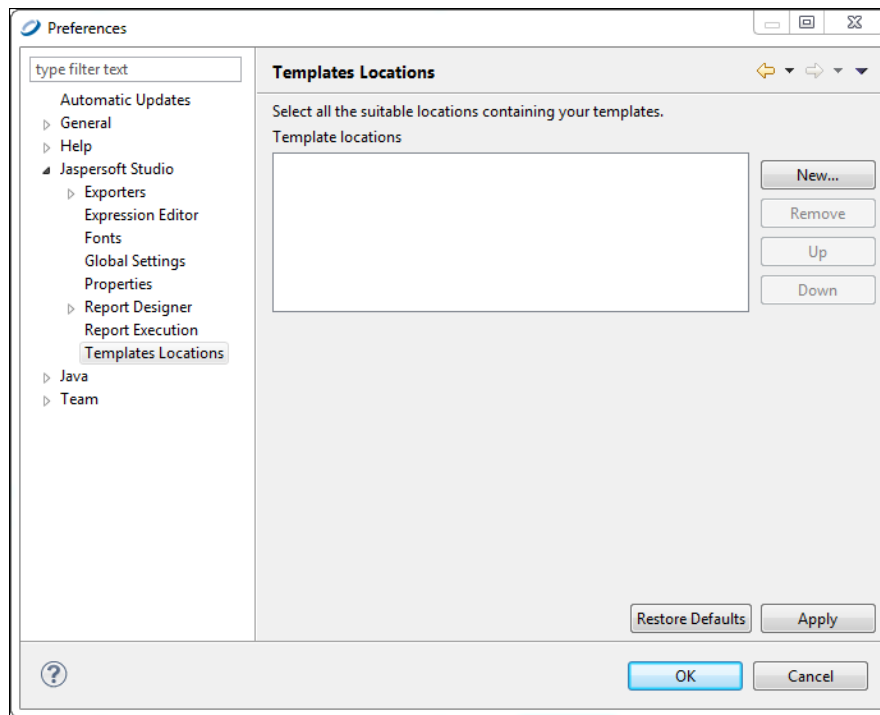 Preferences
type filter text
Automatic Updates
General
Help
Jaspersoft Studio
Exporters
Expression Editor
Fonts
Global Settings
Properties
Report Designer
Report Execution
Templates Locations
Java
Team
Templates Locations
Select all the suitable locations containing your templates.
Template locations
New...
Remove
Up
Down
Restore Defaults
Apply
?
OK
Cancel